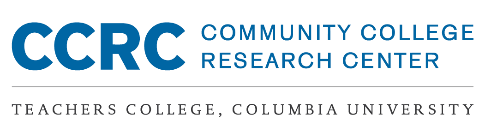 CCRC COMMUNITY COLLEGE
RESEARCH CENTER
TEACHERS COLLEGE, COLUMBIA UNIVERSITY